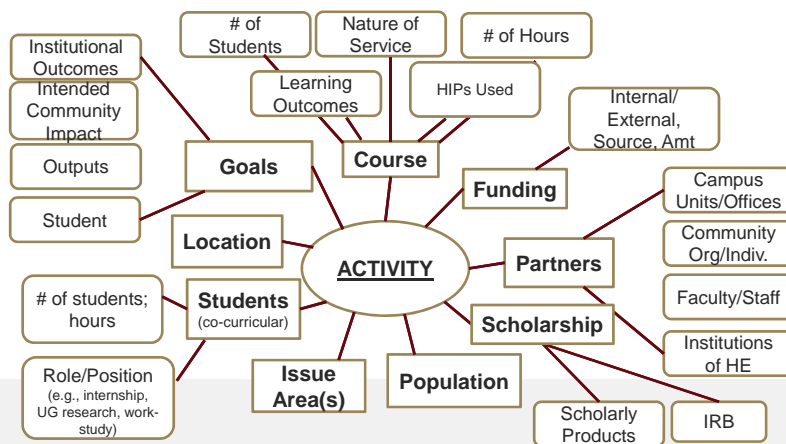 # of
Students
Nature of
Service
# of Hours
Institutional
Outcomes
Learning
Outcomes
HIPs Used
Intended
Community
Impact
Internal/
External,
Source, Amt
Outputs
Goals
Course
Funding
Campus
Units/Offices
Student
Location
ACTIVITY
Partners
Community
Org/Indiv.
# of students;
hours
Students
(co-curricular)
Scholarship
Faculty/Staff
Role/Position
(e.g., internship,
UG research, work-
study)
Issue
Area(s)
Population
Institutions
of HE
Scholarly
Products
IRB